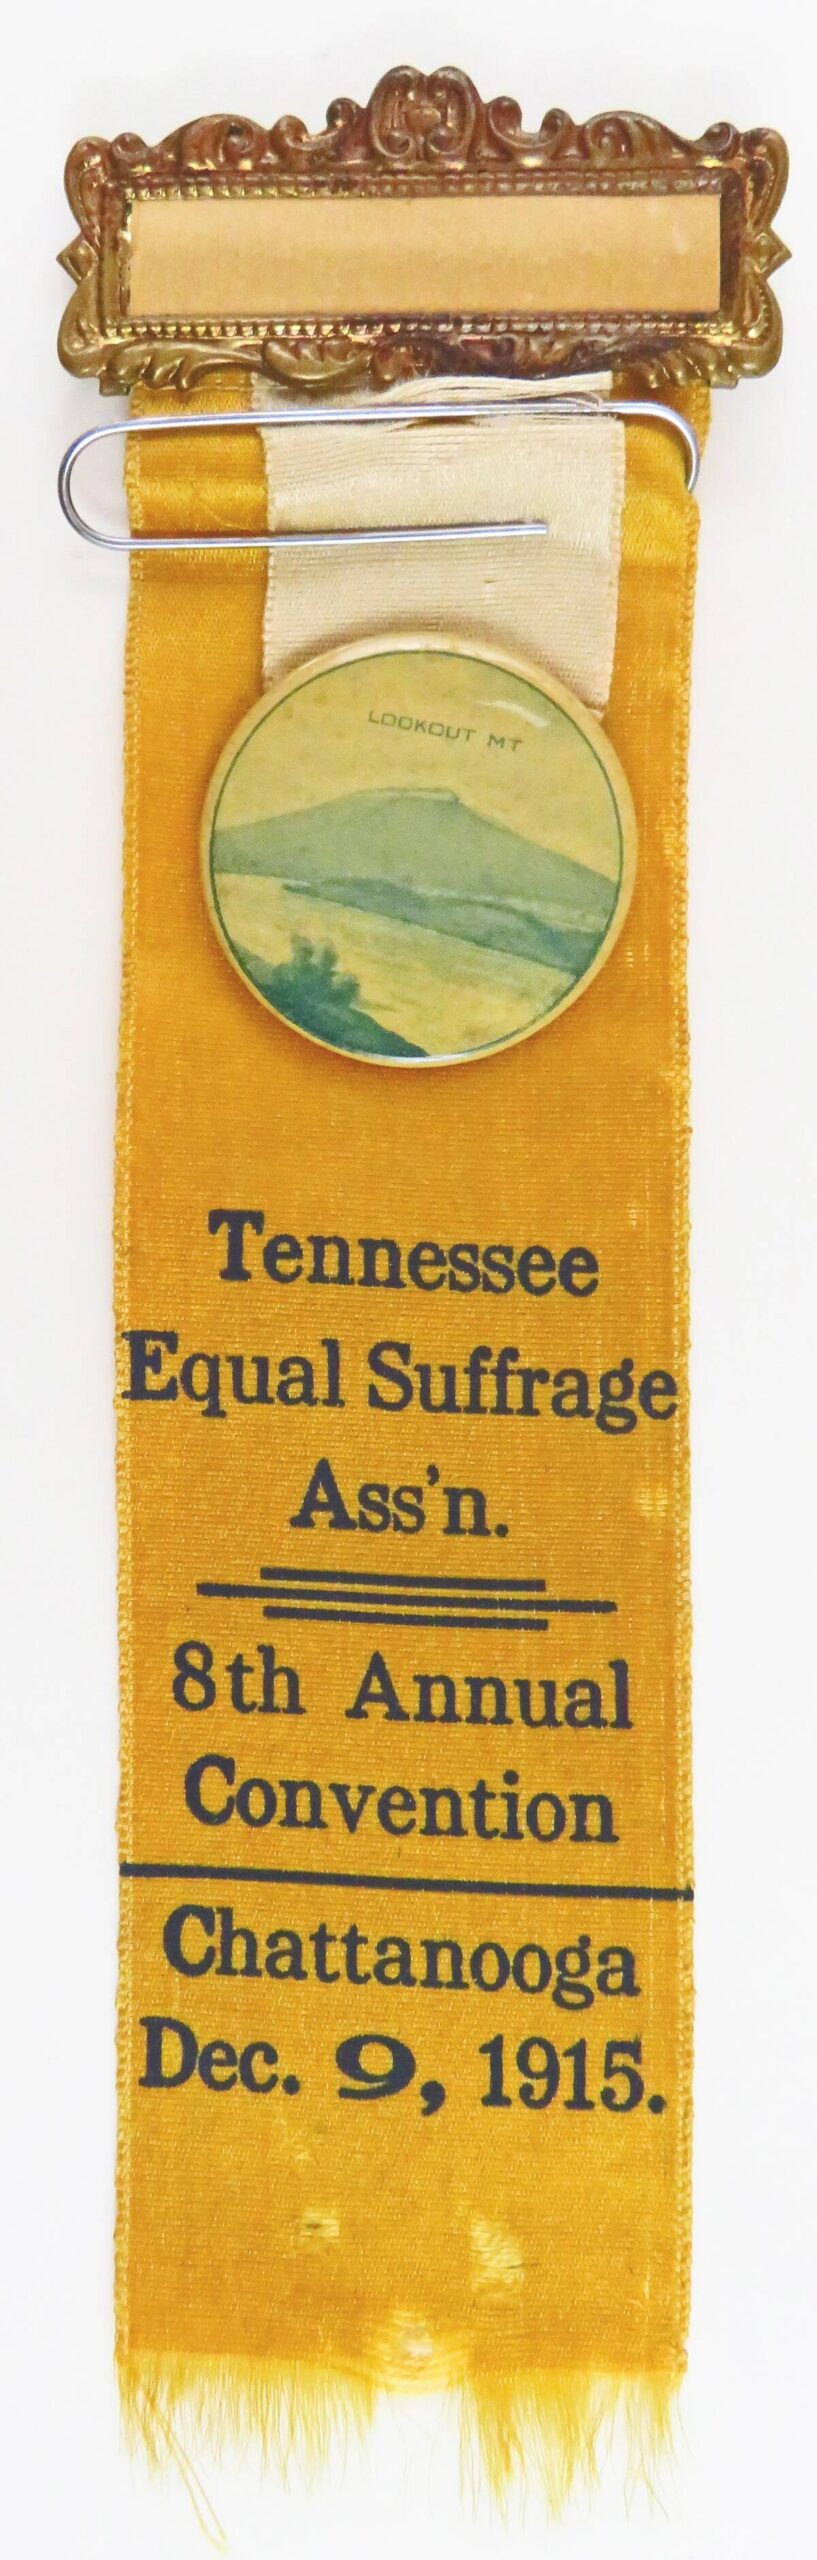 LOOKOUT MT
Tennessee
Equal Suffrage
Ass'n.
8th Annual
Convention
Chattanooga
Dec. 9, 1915.